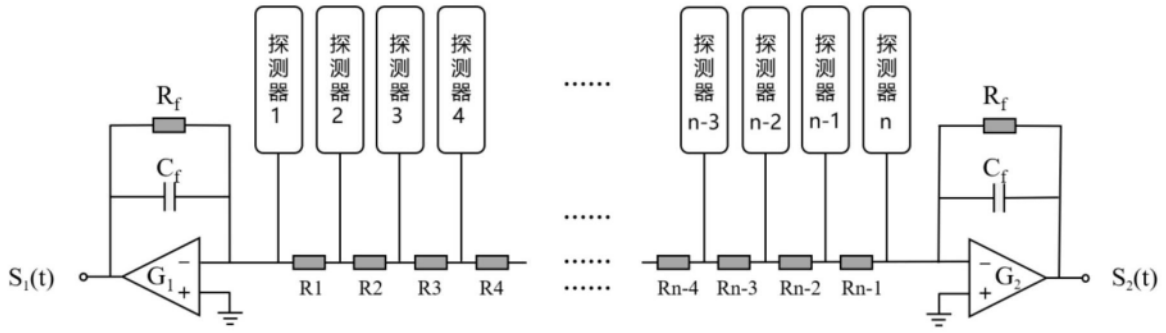 探测器1
探测器2
探测器3
探测器4
......
探测器n-3
探测器n-2
探测器n-1
探测器n
Rf
Rf
Cf
Cf
......
S1(t)
G1
−
+
R1
R2
R3
R4
......
......
Rn-4
Rn-3
Rn-2
Rn-1
−
+
G2
S2(t)